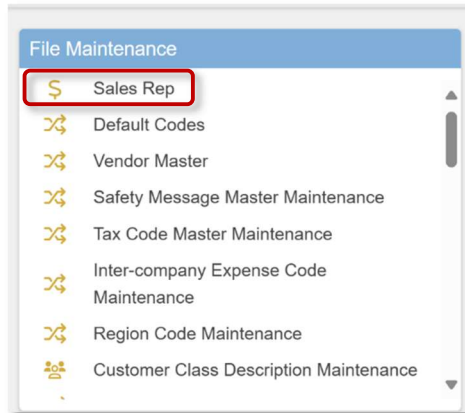 File Maintenance
$ Sales Rep
Default Codes
Vendor Master
Safety Message Master Maintenance
Tax Code Master Maintenance
Inter-company Expense Code
Maintenance
Region Code Maintenance
Customer Class Description Maintenance